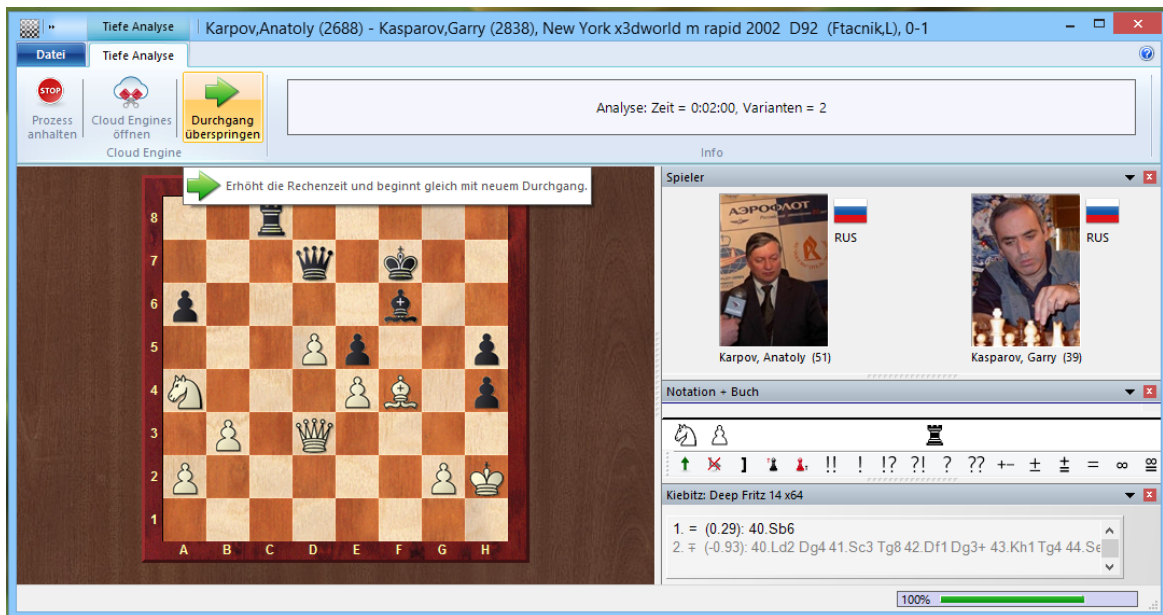 Tiefe Analyse
Karpov,Anatoly (2688) - Kasparov,Garry (2838), New York x3dworld m rapid 2002 D92 (Ftacnik,L), 0-1
Datei
Tiefe Analyse
STOP
Prozess anhalten
Cloud Engines öffnen
Durchgang überspringen
Cloud Engine
Analyse: Zeit = 0:02:00, Varianten = 2
Info
Erhöht die Rechenzeit und beginnt gleich mit neuem Durchgang.
8
7
6
5
4
3
2
1
A B C D E F G H
Spieler
АЭРОФЛОТ
RUS
Karpov, Anatoly (51)
RUS
Kasparov, Garry (39)
Notation + Buch
] !! ! !? ?! ? ?? +- ± ⩲ = ∞
Kiebitz: Deep Fritz 14 x64
1. = (0.29): 40.Sb6
2. ∓ (-0.93): 40.Ld2 Dg4 41.Sc3 Tg8 42.Df1 Dg3+ 43.Kh1 Tg4 44.Se
100%